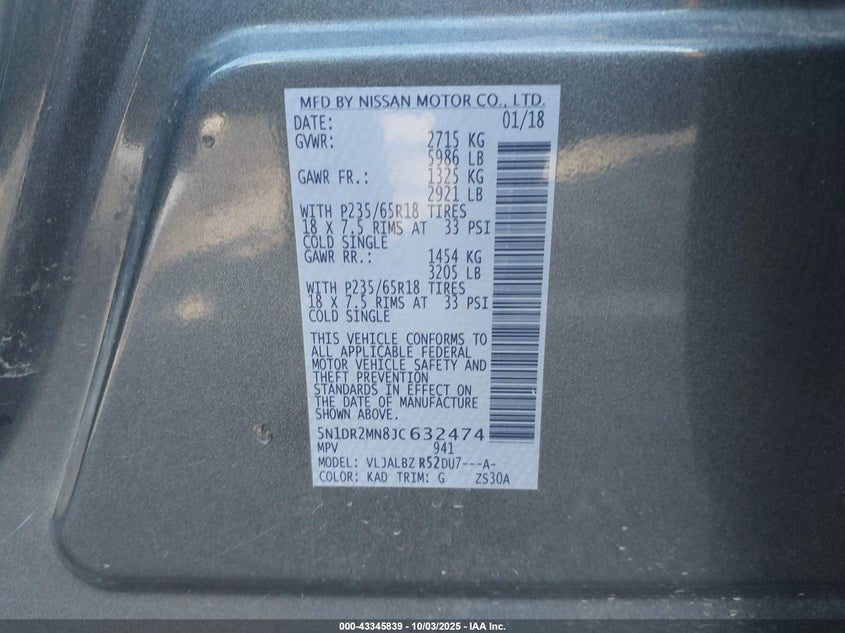 MFD BY NISSAN MOTOR CO., LTD.
DATE: 01/18
GVWR: 2715 KG
5986 LB
GAWR FR.: 1325 KG
2921 LB
WITH P235/65R18 TIRES
18 X 7.5 RIMS AT 33 PSI
COLD SINGLE
GAWR RR.: 1454 KG
3205 LB
WITH P235/65R18 TIRES
18 X 7.5 RIMS AT 33 PSI
COLD SINGLE
THIS VEHICLE CONFORMS TO
ALL APPLICABLE FEDERAL
MOTOR VEHICLE SAFETY AND
THEFT PREVENTION
STANDARDS IN EFFECT ON
THE DATE OF MANUFACTURE
SHOWN ABOVE.
5N1DR2MN8JC632474
MPV 941
MODEL: VLJALBZ R52DU7---A-
COLOR: KAD TRIM: G ZS30A
000-43345839 - 10/03/2025 - IAA Inc.